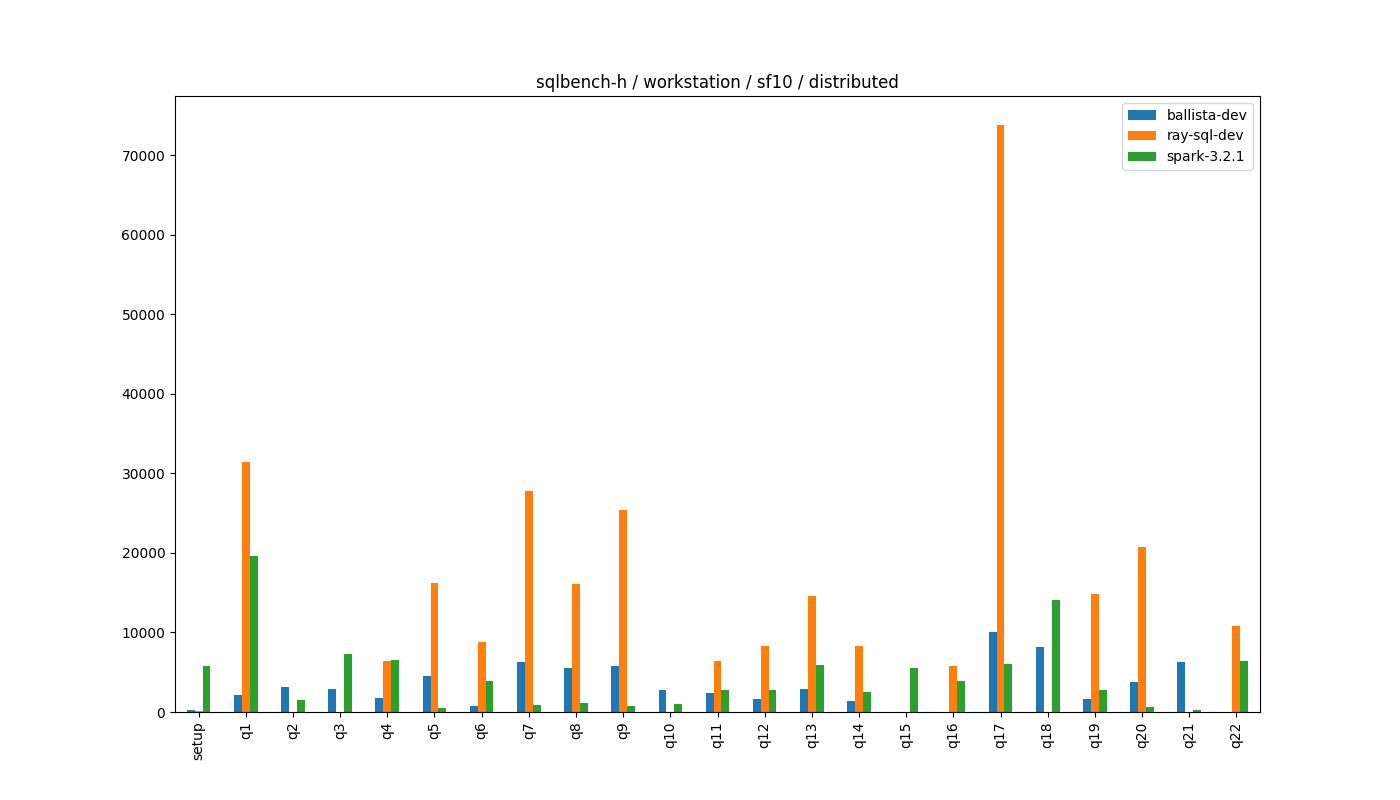 sqlbench-h / workstation / sf10 / distributed
ballista-dev
ray-sql-dev
spark-3.2.1
70000
60000
50000
40000
30000
20000
10000
0
setup q1 q2 q3 q4 q5 q6 q7 q8 q9 q10 q11 q12 q13 q14 q15 q16 q17 q18 q19 q20 q21 q22